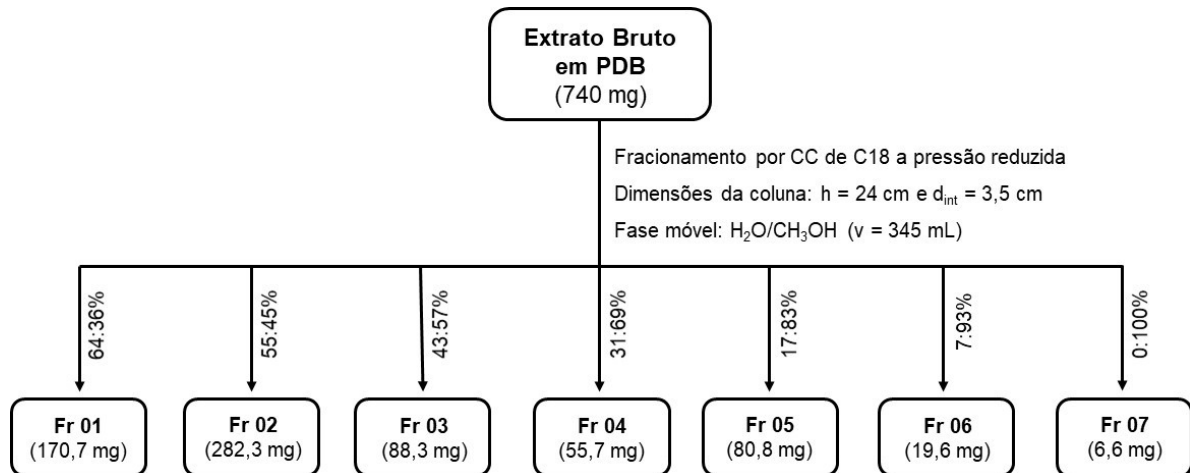 Extrato Bruto
em PDB
(740 mg)
Fracionamento por CC de C18 a pressão reduzida
Dimensões da coluna: h = 24 cm e dint = 3,5 cm
Fase móvel: H2O/CH3OH (v = 345 mL)
64:36%
55:45%
43:57%
31:69%
17:83%
7:93%
0:100%
Fr 01
(170,7 mg)
Fr 02
(282,3 mg)
Fr 03
(88,3 mg)
Fr 04
(55,7 mg)
Fr 05
(80,8 mg)
Fr 06
(19,6 mg)
Fr 07
(6,6 mg)